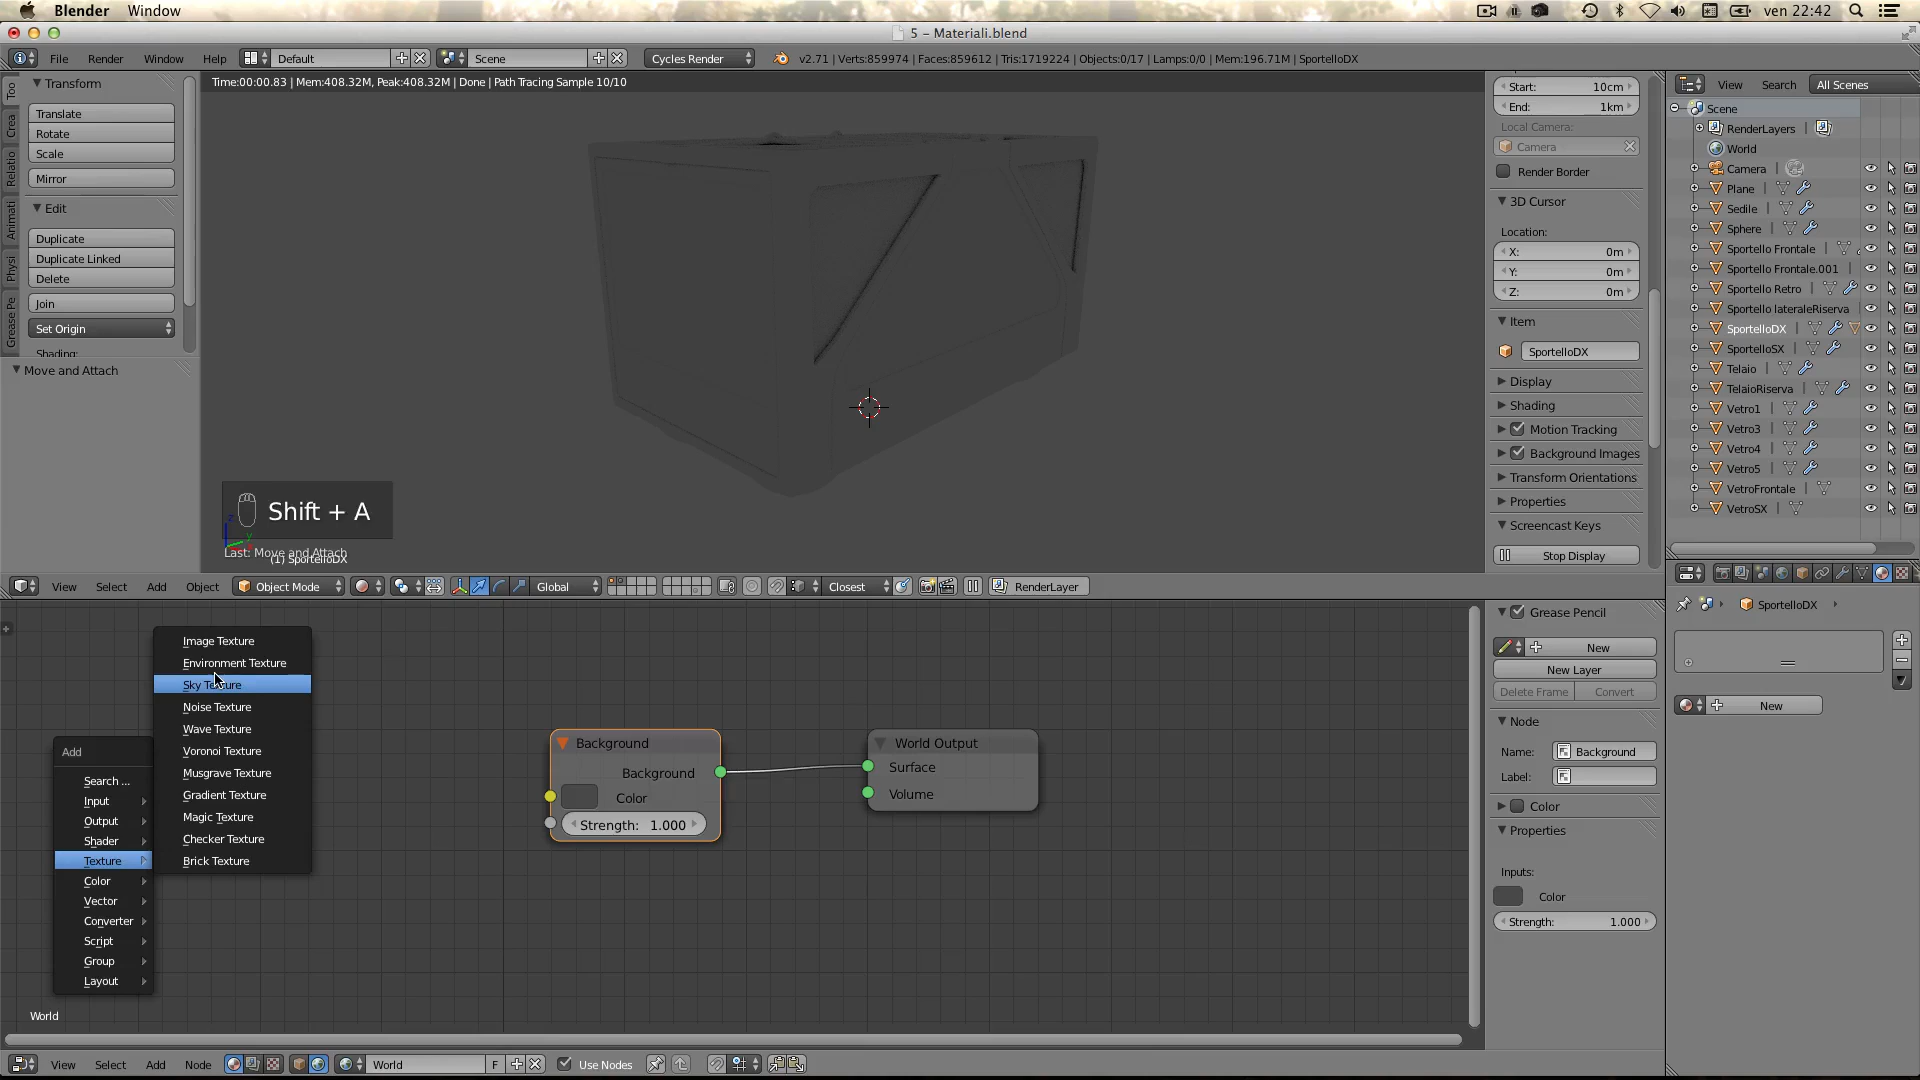 Blender Window
ven 22:42
5 - Materiali.blend
File Render Window Help Default Scene Cycles Render v2.71 | Verts:859974 | Faces:859612 | Tris:1719224 | Objects:0/17 | Lamps:0/0 | Mem:196.71M | SportelloDX
Too
Crea
Relatio
Animati
Physi
Grease Pe
Transform
Translate
Rotate
Scale
Mirror
Edit
Duplicate
Duplicate Linked
Delete
Join
Set Origin
Shading:
Move and Attach
Time:00:00.83 | Mem:408.32M, Peak:408.32M | Done | Path Tracing Sample 10/10
Shift + A
Last: Move and Attach
(1) SportelloDX
z
y
View Select Add Object Object Mode Global Closest RenderLayer
Start: 10cm
End: 1km
Local Camera:
Camera
Render Border
3D Cursor
Location:
X: 0m
Y: 0m
Z: 0m
Item
SportelloDX
Display
Shading
Motion Tracking
Background Images
Transform Orientations
Properties
Screencast Keys
Stop Display
View Search All Scenes
Scene
RenderLayers
World
Camera
Plane
Sedile
Sphere
Sportello Frontale
Sportello Frontale.001
Sportello Retro
Sportello lateraleRiserva
SportelloDX
SportelloSX
Telaio
TelaioRiserva
Vetro1
Vetro3
Vetro4
Vetro5
VetroFrontale
VetroSX
SportelloDX
New
Add
Search ...
Input
Output
Shader
Texture
Color
Vector
Converter
Script
Group
Layout
Image Texture
Environment Texture
Sky Texture
Noise Texture
Wave Texture
Voronoi Texture
Musgrave Texture
Gradient Texture
Magic Texture
Checker Texture
Brick Texture
Background
Background
Color
Strength: 1.000
World Output
Surface
Volume
World
Grease Pencil
New
New Layer
Delete Frame Convert
Node
Name: Background
Label:
Color
Properties
Inputs:
Color
Strength: 1.000
View Select Add Node World F Use Nodes